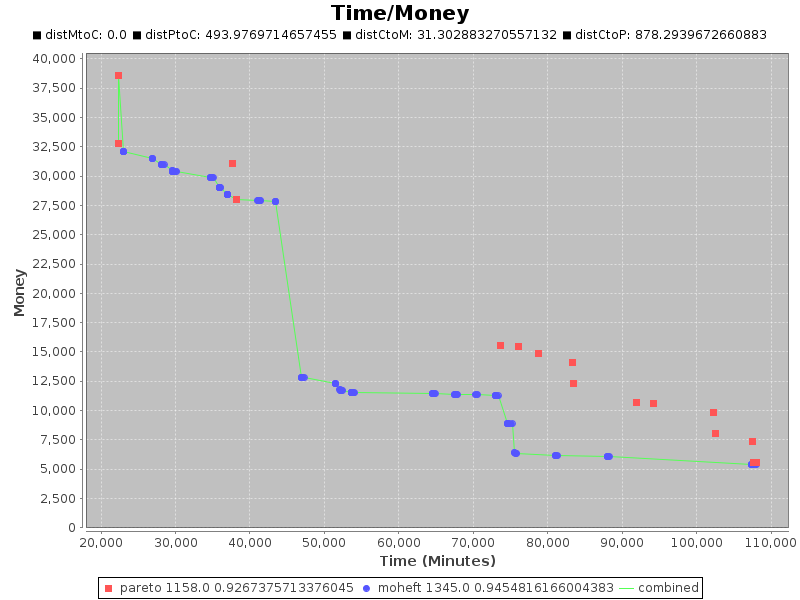 Time/Money
distMtoC: 0.0 distPtoC: 493.9769714657455 distCtoM: 31.302883270557132 distCtoP: 878.2939672660883
40,000
37,500
35,000
32,500
30,000
27,500
25,000
22,500
20,000
17,500
15,000
12,500
10,000
7,500
5,000
2,500
0
Money
20,000 30,000 40,000 50,000 60,000 70,000 80,000 90,000 100,000 110,000
Time (Minutes)
pareto 1158.0 0.9267375713376045 moheft 1345.0 0.9454816166004383 combined